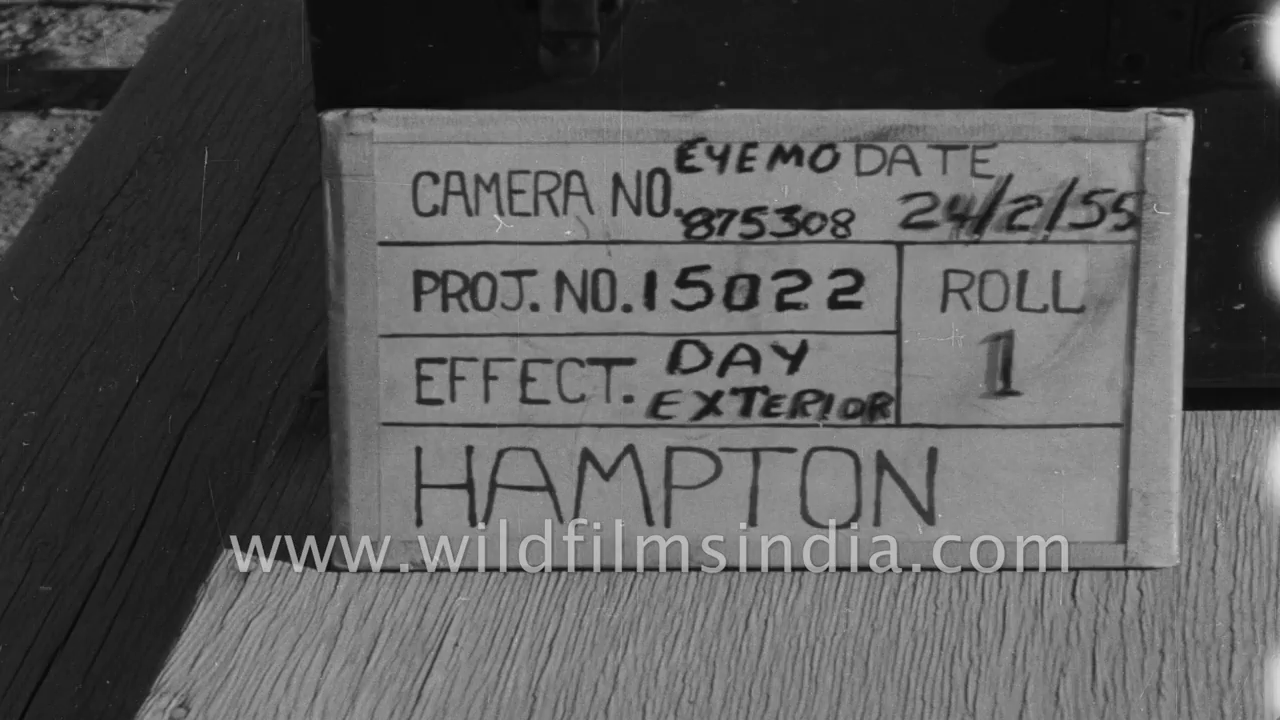 CAMERA NO. EYEMO 875308
DATE 24/2/55
PROJ. NO. 15022
ROLL 1
EFFECT. DAY EXTERIOR
HAMPTON
www.wildfilmsindia.com